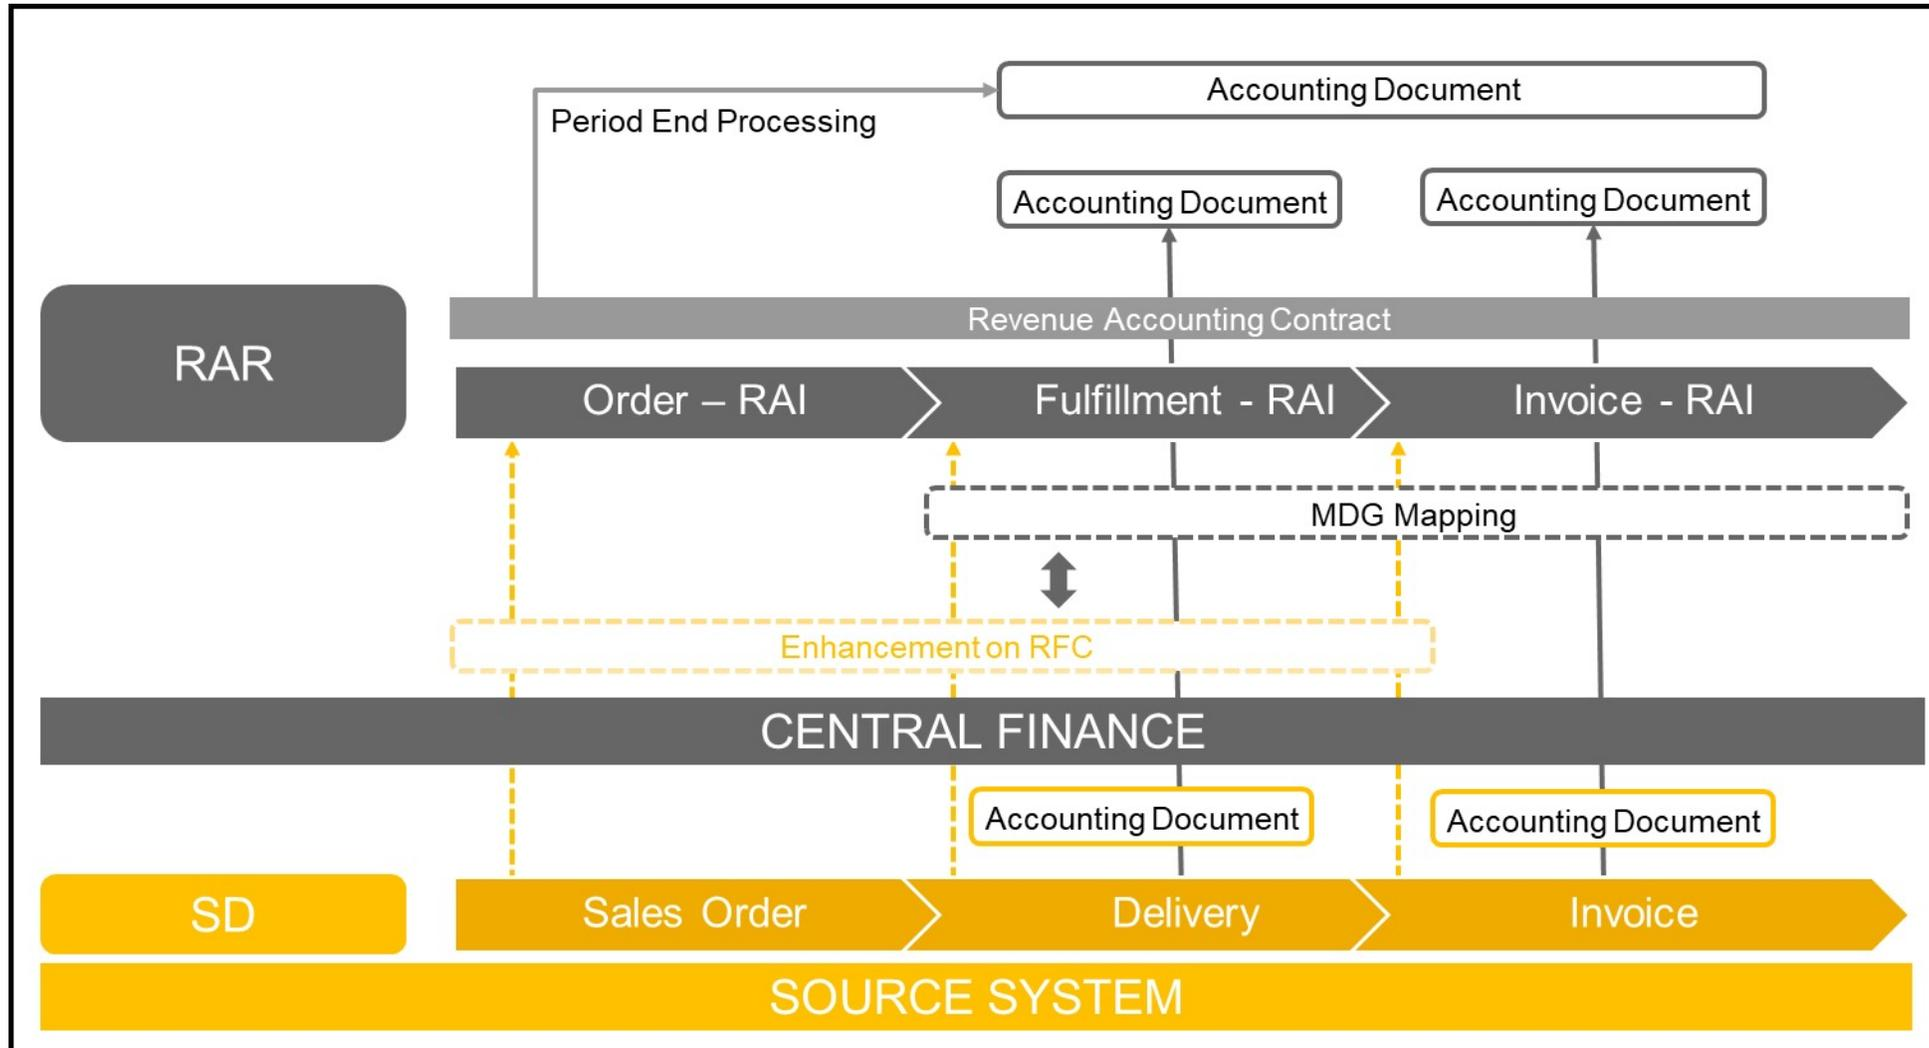 Accounting Document
Period End Processing
Accounting Document
Accounting Document
Revenue Accounting Contract
RAR
Order – RAI
Fulfillment - RAI
Invoice - RAI
MDG Mapping
Enhancement on RFC
CENTRAL FINANCE
Accounting Document
Accounting Document
SD
Sales Order
Delivery
Invoice
SOURCE SYSTEM